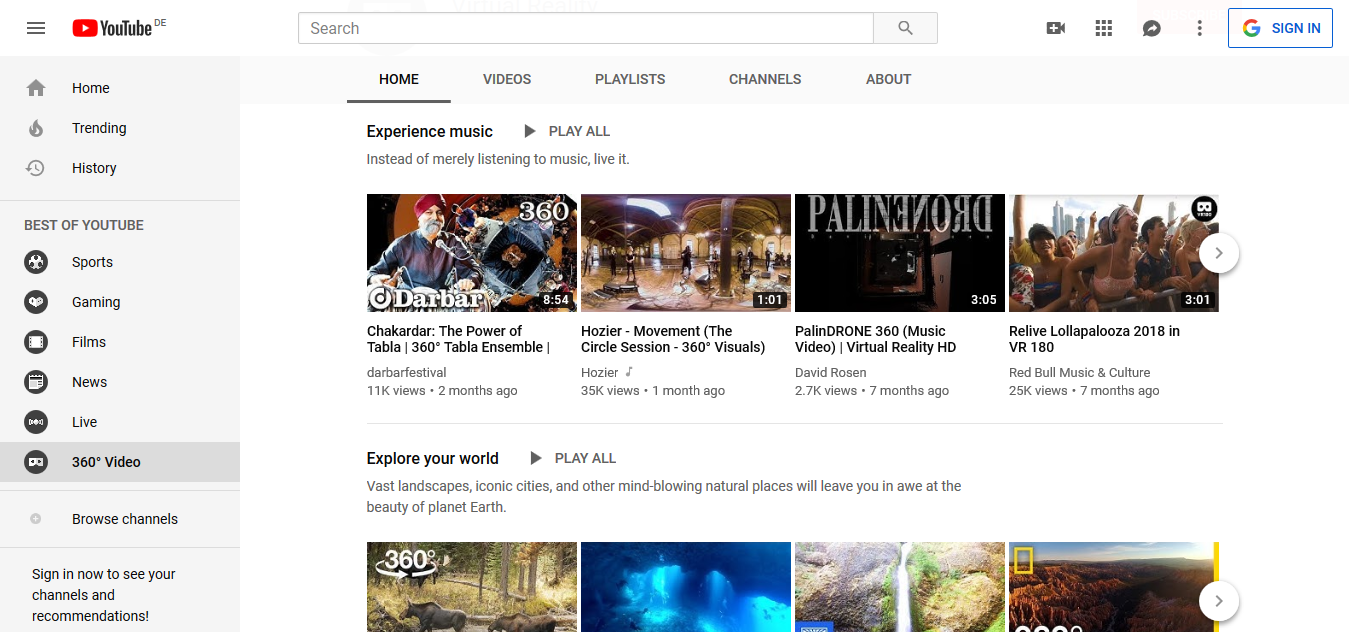 YouTube DE
Search
SIGN IN
Home
Trending
History
BEST OF YOUTUBE
Sports
Gaming
Films
News
Live
360° Video
Browse channels
Sign in now to see your
channels and
recommendations!
HOME VIDEOS PLAYLISTS CHANNELS ABOUT
Experience music PLAY ALL
Instead of merely listening to music, live it.
360
Darbar
8:54
1:01
PALINDRONE
3:05
VR180
3:01
Chakardar: The Power of
Tabla | 360° Tabla Ensemble |
darbarfestival
11K views • 2 months ago
Hozier - Movement (The
Circle Session - 360° Visuals)
Hozier
35K views • 1 month ago
PalinDRONE 360 (Music
Video) | Virtual Reality HD
David Rosen
2.7K views • 7 months ago
Relive Lollapalooza 2018 in
VR 180
Red Bull Music & Culture
25K views • 7 months ago
Explore your world PLAY ALL
Vast landscapes, iconic cities, and other mind-blowing natural places will leave you in awe at the
beauty of planet Earth.
360°